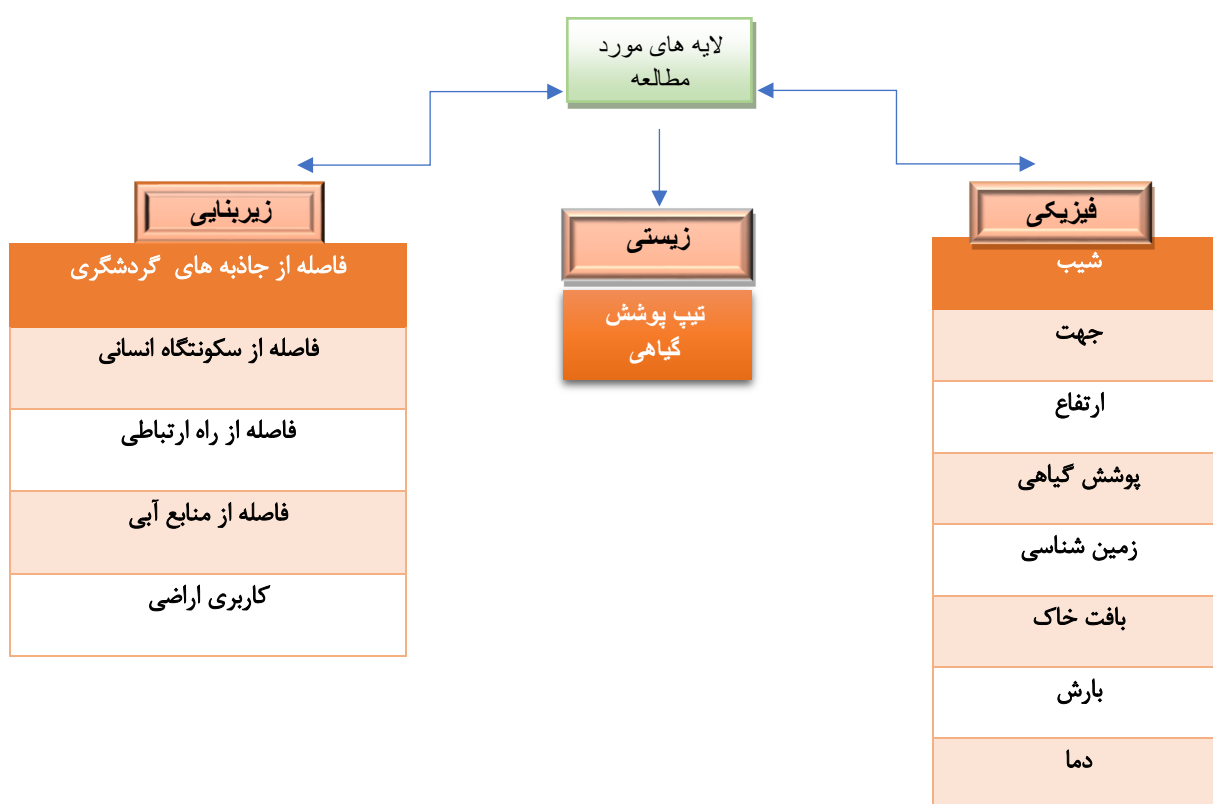 لایه های مورد
مطالعه
فیزیکی
شیب
جهت
ارتفاع
پوشش گیاهی
زمین شناسی
بافت خاک
بارش
دما
زیستی
تیپ پوشش
گیاهی
زیربنایی
فاصله از جاذبه های گردشگری
فاصله از سکونتگاه انسانی
فاصله از راه ارتباطی
فاصله از منابع آبی
کاربری اراضی